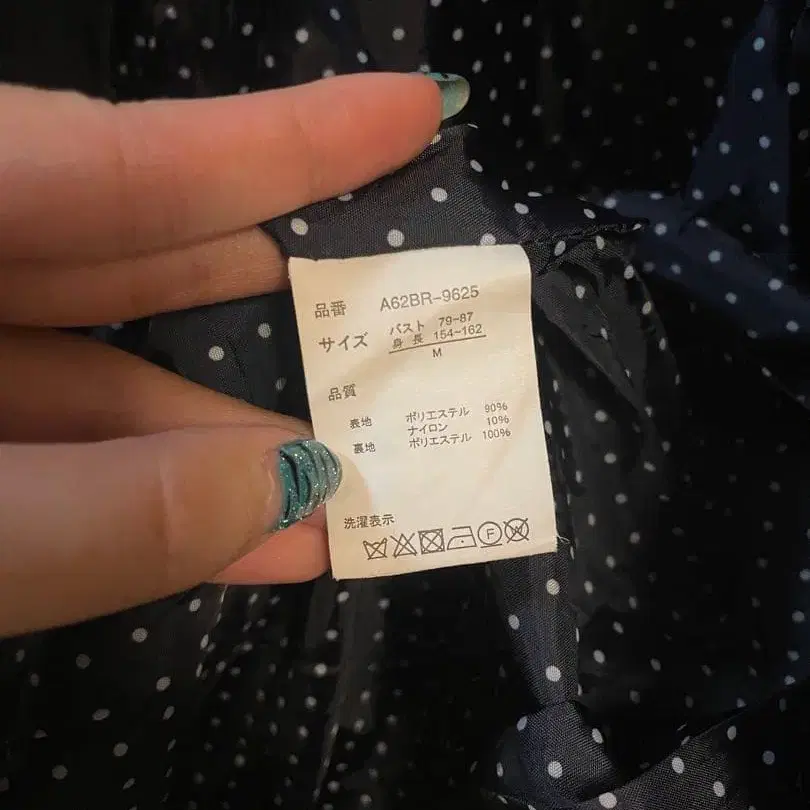 品番 A62BR-9625
サイズ バスト 79-87
身長 154-162
M
品質
表地 ポリエステル 90%
ナイロン 10%
裏地 ポリエステル 100%
洗濯表示
F W